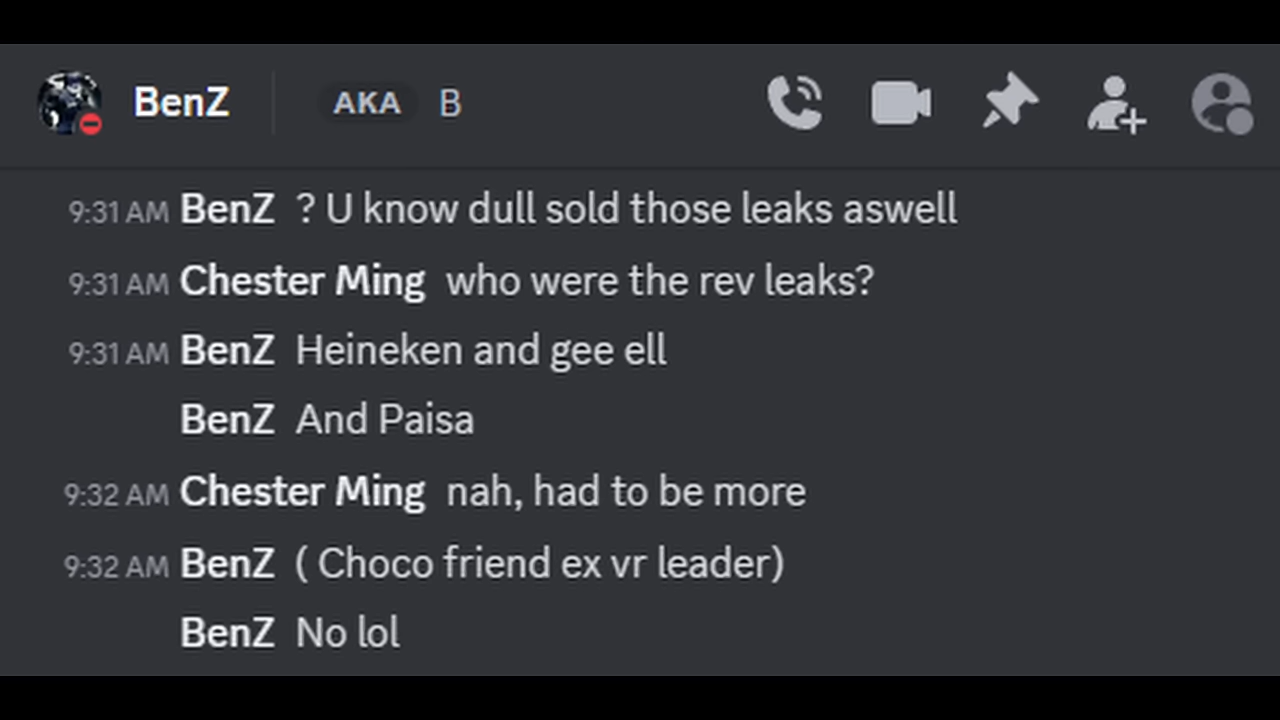 BenZ AKA B
9:31 AM BenZ ? U know dull sold those leaks aswell
9:31 AM Chester Ming who were the rev leaks?
9:31 AM BenZ Heineken and gee ell
BenZ And Paisa
9:32 AM Chester Ming nah, had to be more
9:32 AM BenZ ( Choco friend ex vr leader)
BenZ No lol